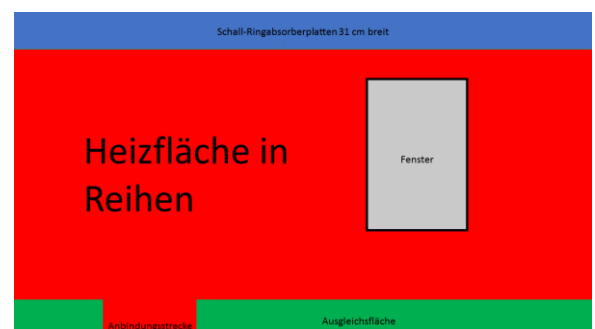 Schall-Ringabsorberplatten 31 cm breit
Heizfläche in
Reihen
Fenster
Anbindungsstrecke
Ausgleichsfläche